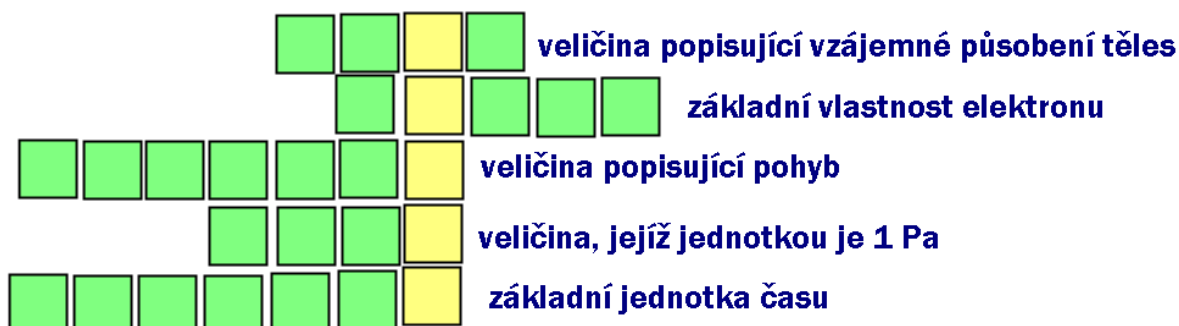 veličina popisující vzájemné působení těles
základní vlastnost elektronu
veličina popisující pohyb
veličina, jejíž jednotkou je 1 Pa
základní jednotka času